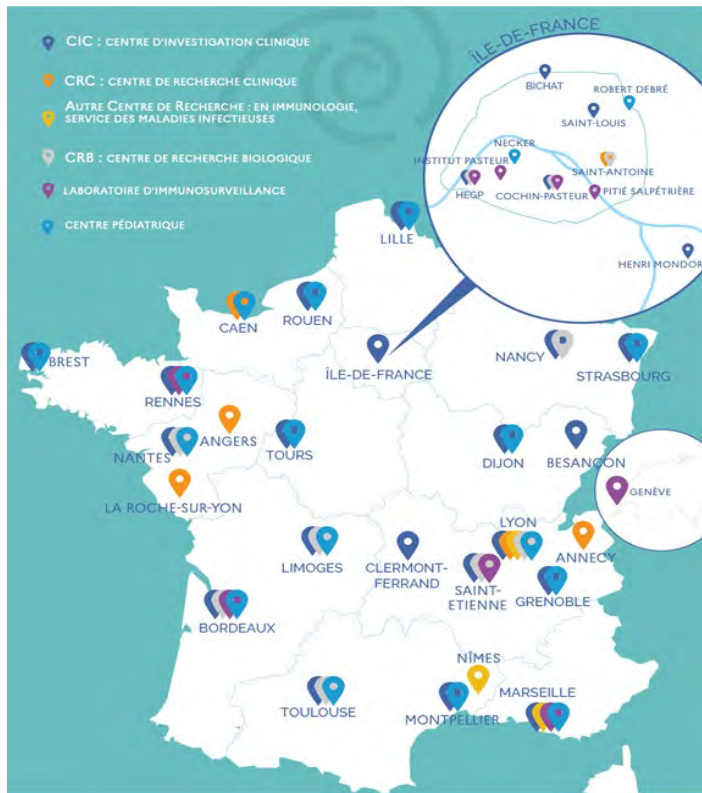 CIC : CENTRE D'INVESTIGATION CLINIQUE
CRC : CENTRE DE RECHERCHE CLINIQUE
AUTRE CENTRE DE RECHERCHE : EN IMMUNOLOGIE,
SERVICE DES MALADIES INFECTIEUSES
CRB : CENTRE DE RECHERCHE BIOLOGIQUE
LABORATOIRE D'IMMUNOSURVEILLANCE
CENTRE PÉDIATRIQUE
ÎLE-DE-FRANCE
BICHAT
ROBERT DEBRÉ
SAINT-LOUIS
NECKER
INSTITUT PASTEUR
SAINT-ANTOINE
HEGP
COCHIN-PASTEUR
PITIÉ SALPÉTRIÈRE
HENRI MONDOR
LILLE
CAEN
ROUEN
BREST
ÎLE-DE-FRANCE
NANCY
STRASBOURG
RENNES
ANGERS
NANTES
TOURS
DIJON
BESANÇON
LA ROCHE-SUR-YON
GENÈVE
LYON
LIMOGES
CLERMONT-
FERRAND
ANNECY
SAINT-
ETIENNE
GRENOBLE
BORDEAUX
NÎMES
TOULOUSE
MARSEILLE
MONTPELLIER